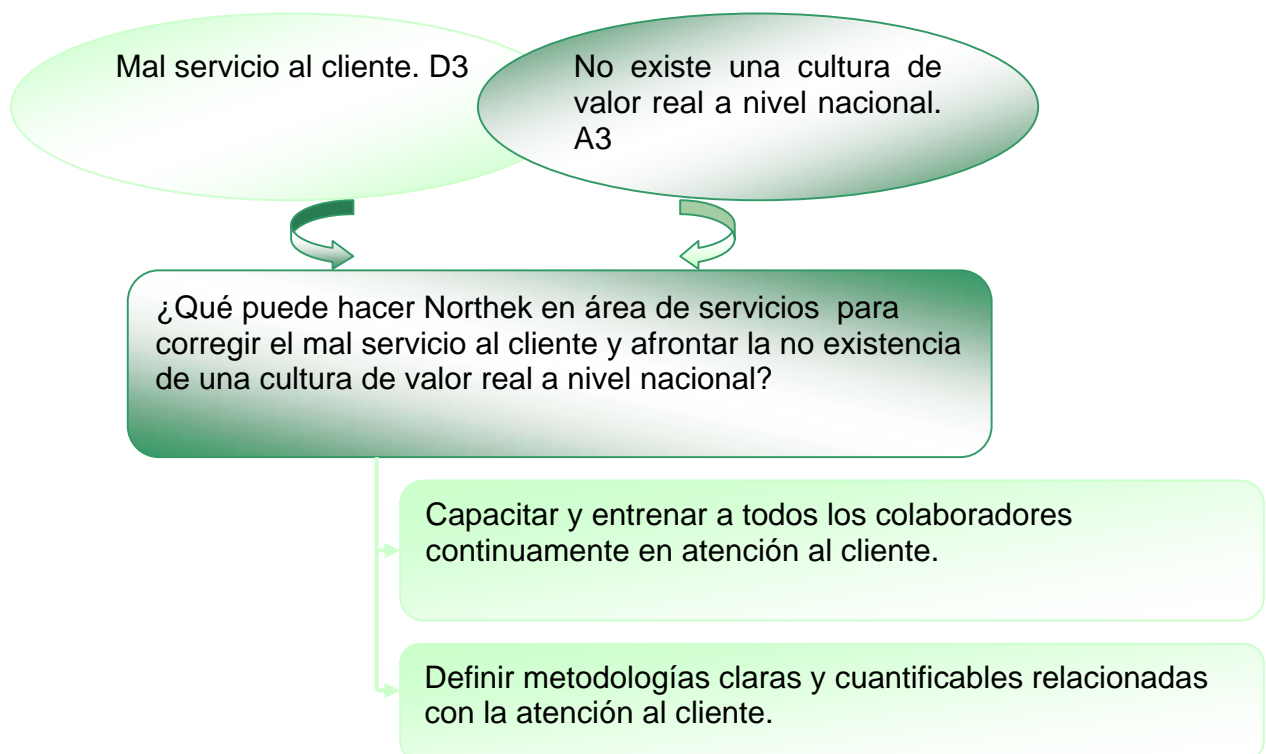 Mal servicio al cliente. D3
No existe una cultura de
valor real a nivel nacional.
A3
¿Qué puede hacer Northek en área de servicios  para
corregir el mal servicio al cliente y afrontar la no existencia
de una cultura de valor real a nivel nacional?
Capacitar y entrenar a todos los colaboradores
continuamente en atención al cliente.
Definir metodologías claras y cuantificables relacionadas
con la atención al cliente.